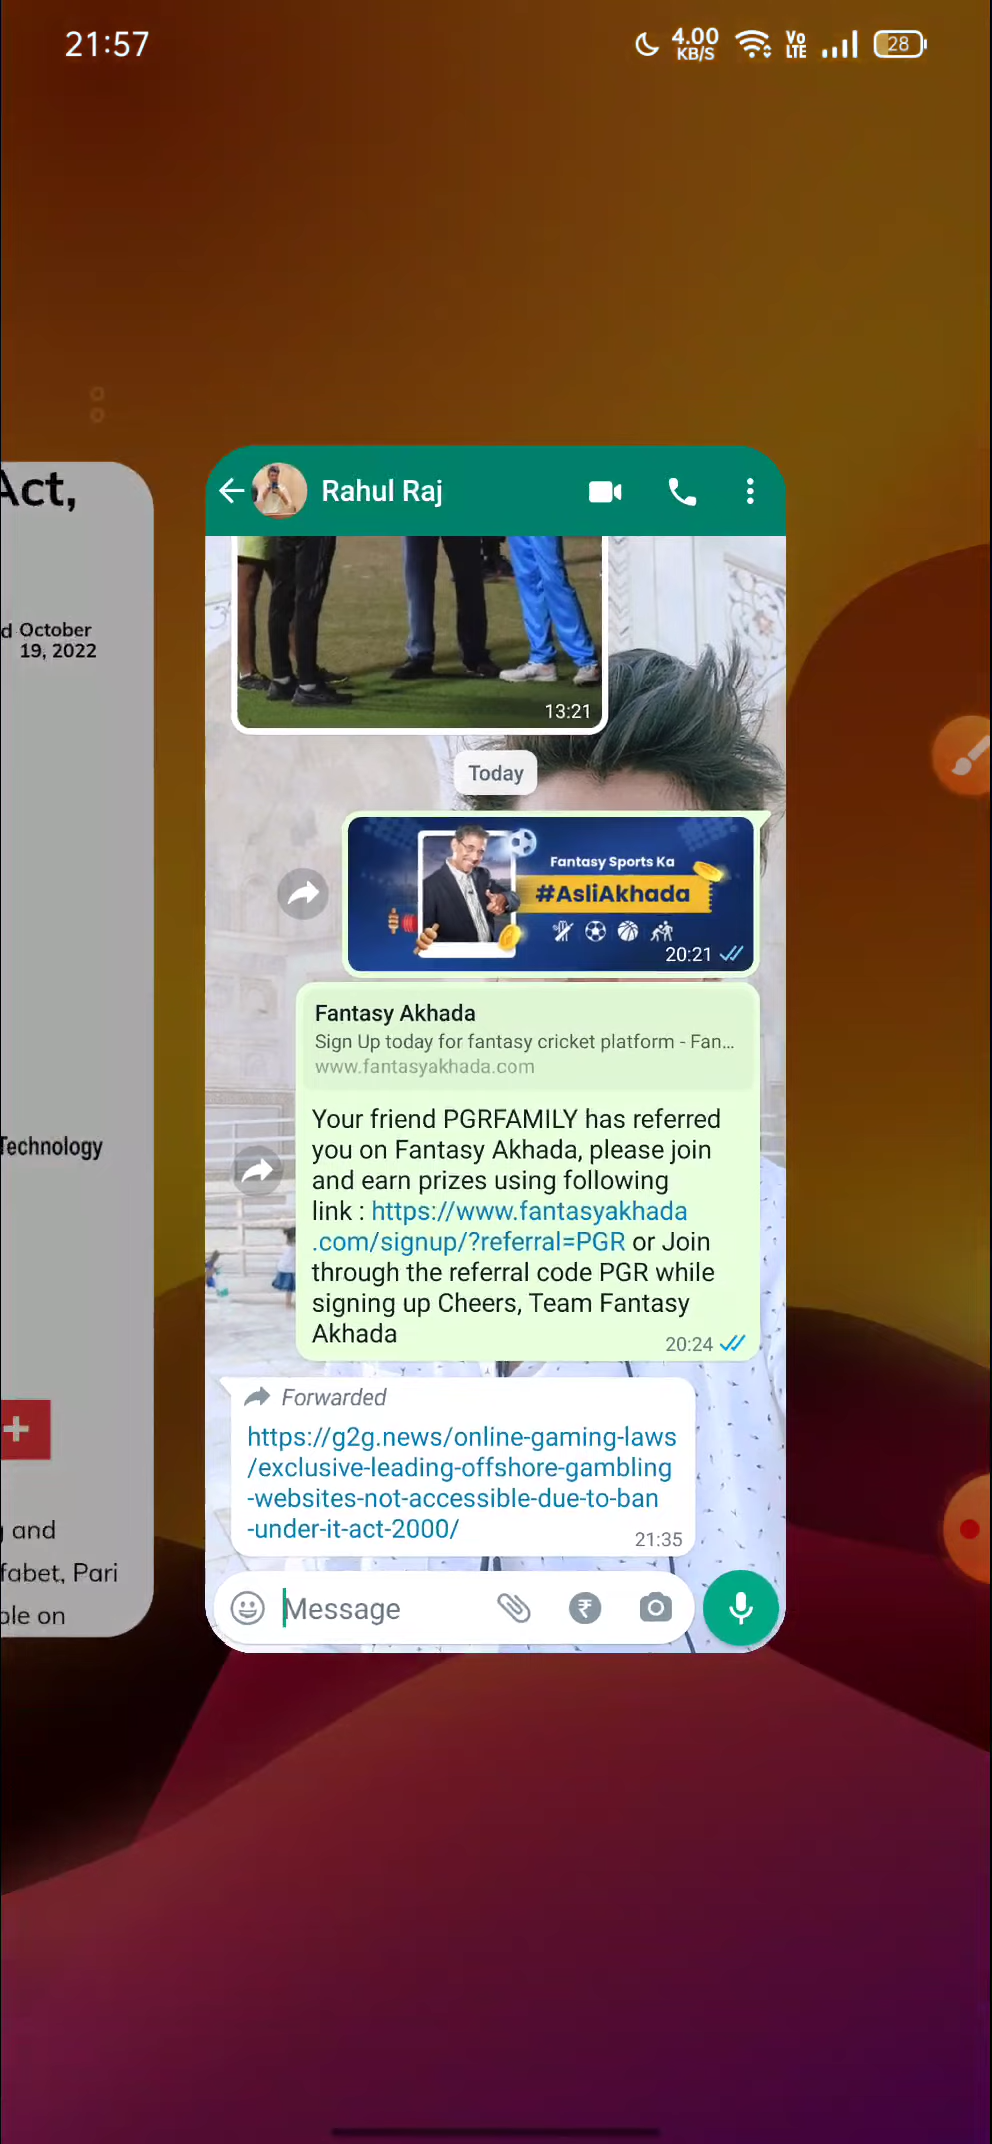 21:57
4.00
KB/S
Vo
LTE
28
Act,
October
19, 2022
Technology
and
Pari
on
Rahul Raj
13:21
Today
Fantasy Sports Ka
#AsliAkhada
20:21
Fantasy Akhada
Sign Up today for fantasy cricket platform - Fan...
www.fantasyakhada.com
Your friend PGRFAMILY has referred
you on Fantasy Akhada, please join
and earn prizes using following
link : https://www.fantasyakhada
.com/signup/?referral=PGR or Join
through the referral code PGR while
signing up Cheers, Team Fantasy
Akhada
20:24
Forwarded
https://g2g.news/online-gaming-laws
/exclusive-leading-offshore-gambling
-websites-not-accessible-due-to-ban
-under-it-act-2000/
21:35
Message